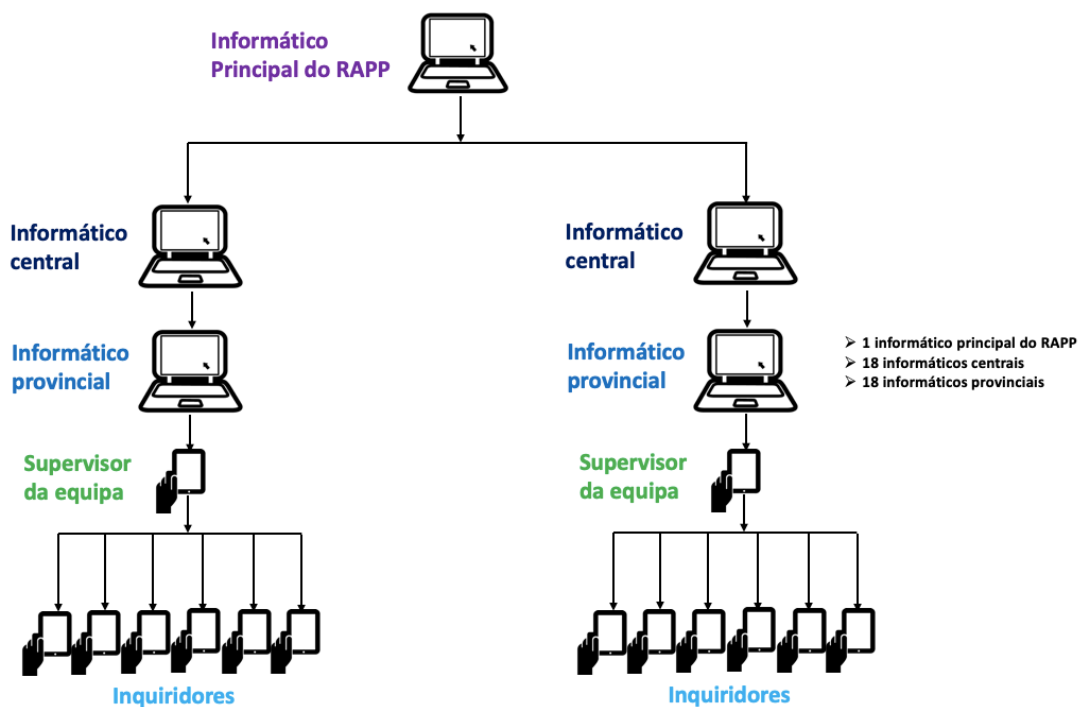 Informático
Principal do RAPP
Informático
central
Informático
central
Informático
provincial
Informático
provincial
➢ 1 informático principal do RAPP
➢ 18 informáticos centrais
➢ 18 informáticos provinciais
Supervisor
da equipa
Supervisor
da equipa
Inquiridores
Inquiridores